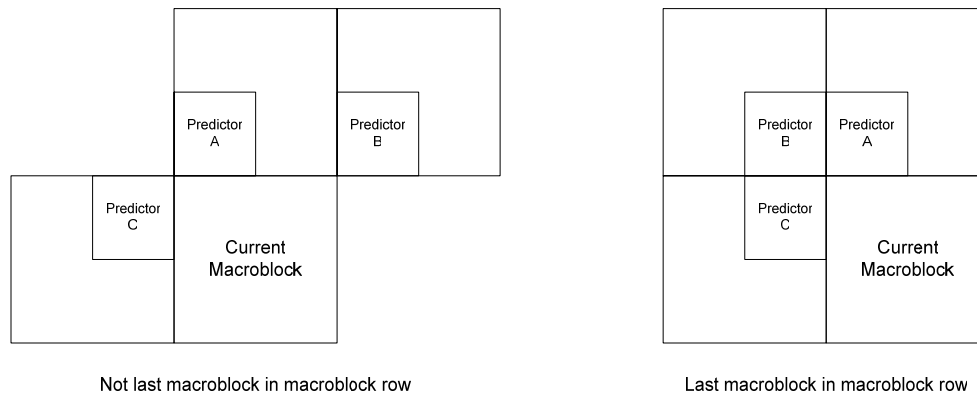 Predictor
A
Predictor
B
Predictor
C
Current
Macroblock
Not last macroblock in macroblock row
Predictor
B
Predictor
A
Predictor
C
Current
Macroblock
Last macroblock in macroblock row